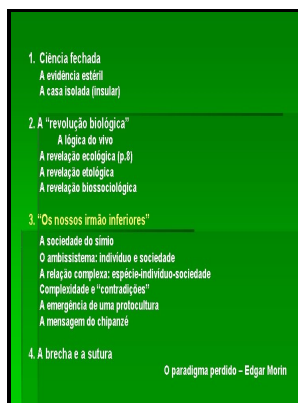 1. Ciência fechada
A evidência estéril
A casa isolada (insular)
2. A “revolução biológica”
A lógica do vivo
A revelação ecológica (p.8)
A revelação etológica
A revelação biossociológica
3. “Os nossos irmão inferiores”
A sociedade do símio
O ambissistema: indivíduo e sociedade
A relação complexa: espécie-indivíduo-sociedade
Complexidade e “contradições”
A emergência de uma protocultura
A mensagem do chipanzé
4. A brecha e a sutura
O paradigma perdido – Edgar Morin